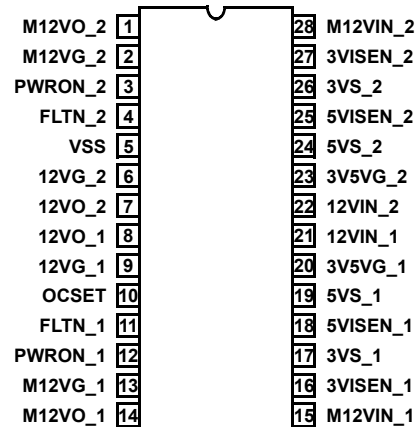 M12VO_2 1 28 M12VIN_2
M12VG_2 2 27 3VISEN_2
PWRON_2 3 26 3VS_2
FLTN_2 4 25 5VISEN_2
VSS 5 24 5VS_2
12VG_2 6 23 3V5VG_2
12VO_2 7 22 12VIN_2
12VO_1 8 21 12VIN_1
12VG_1 9 20 3V5VG_1
OCSET 10 19 5VS_1
FLTN_1 11 18 5VISEN_1
PWRON_1 12 17 3VS_1
M12VG_1 13 16 3VISEN_1
M12VO_1 14 15 M12VIN_1